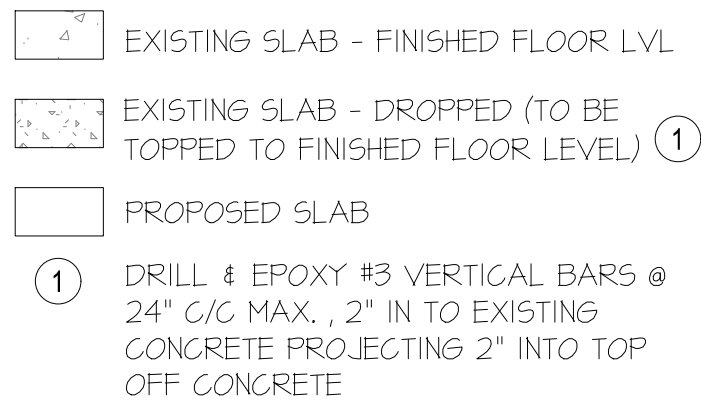 EXISTING SLAB - FINISHED FLOOR LVL
EXISTING SLAB - DROPPED (TO BE
TOPPED TO FINISHED FLOOR LEVEL) 1
PROPOSED SLAB
1 DRILL & EPOXY #3 VERTICAL BARS @
24" C/C MAX. , 2" IN TO EXISTING
CONCRETE PROJECTING 2" INTO TOP
OFF CONCRETE